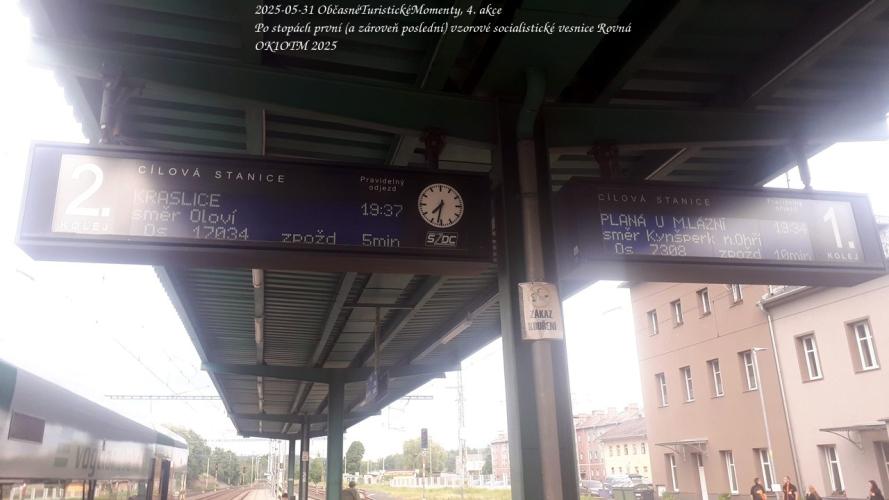 2025-05-31 ObčasnéTuristickéMomenty, 4. akce
Po stopách první (a zároveň poslední) vzorové socialistické vesnice Rovná
OK1OTM 2025
2.
KOLEJ
CÍLOVÁ STANICE
Pravidelný
odjezd
KRASLICE
19:37
směr Oloví
Os 17034 zpožd 5min
SŽDC
CÍLOVÁ STANICE
Pravidelný
odjezd
PLANÁ U M.LÁZNÍ
19:34
směr Kynšperk n.Ohří
Os 7308 zpožd 10min
1.
KOLEJ
ZÁKAZ
KOUŘENÍ